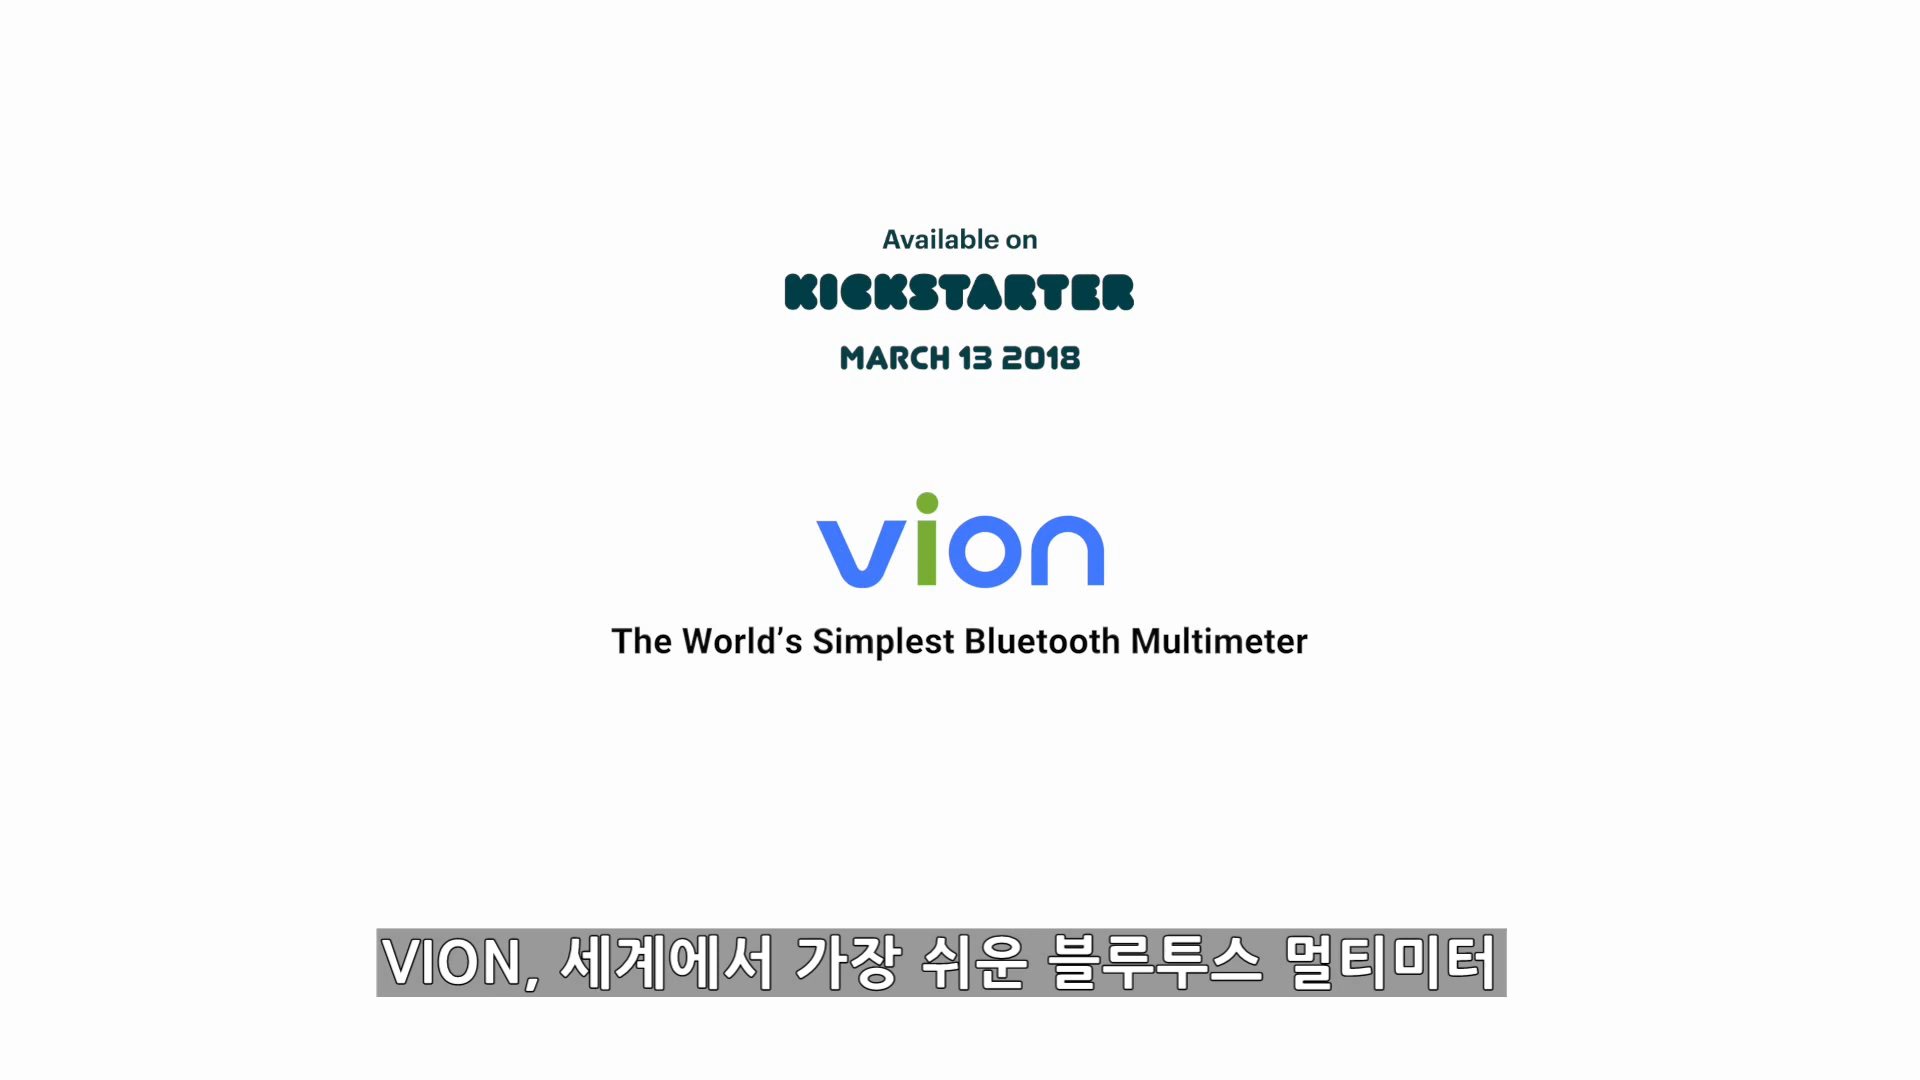 Available on
KICKSTARTER
MARCH 13 2018
vion
The World’s Simplest Bluetooth Multimeter
VION, 세계에서 가장 쉬운 블루투스 멀티미터